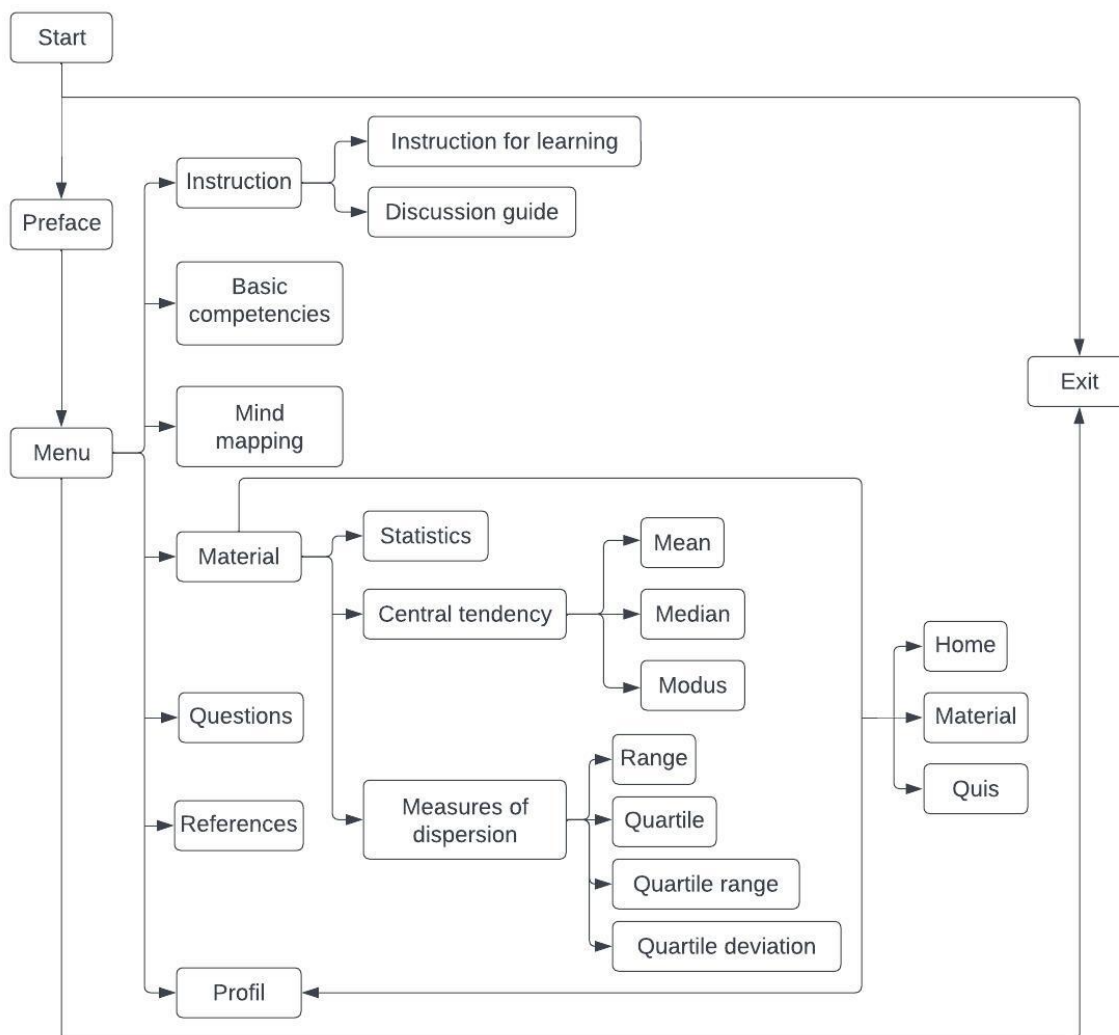 Start
Instruction for learning
Instruction
Discussion guide
Preface
Basic
competencies
Exit
Mind
mapping
Menu
Statistics
Mean
Material
Central tendency
Median
Home
Modus
Questions
Material
Range
Quis
Measures of
dispersion
References
Quartile
Quartile range
Quartile deviation
Profil